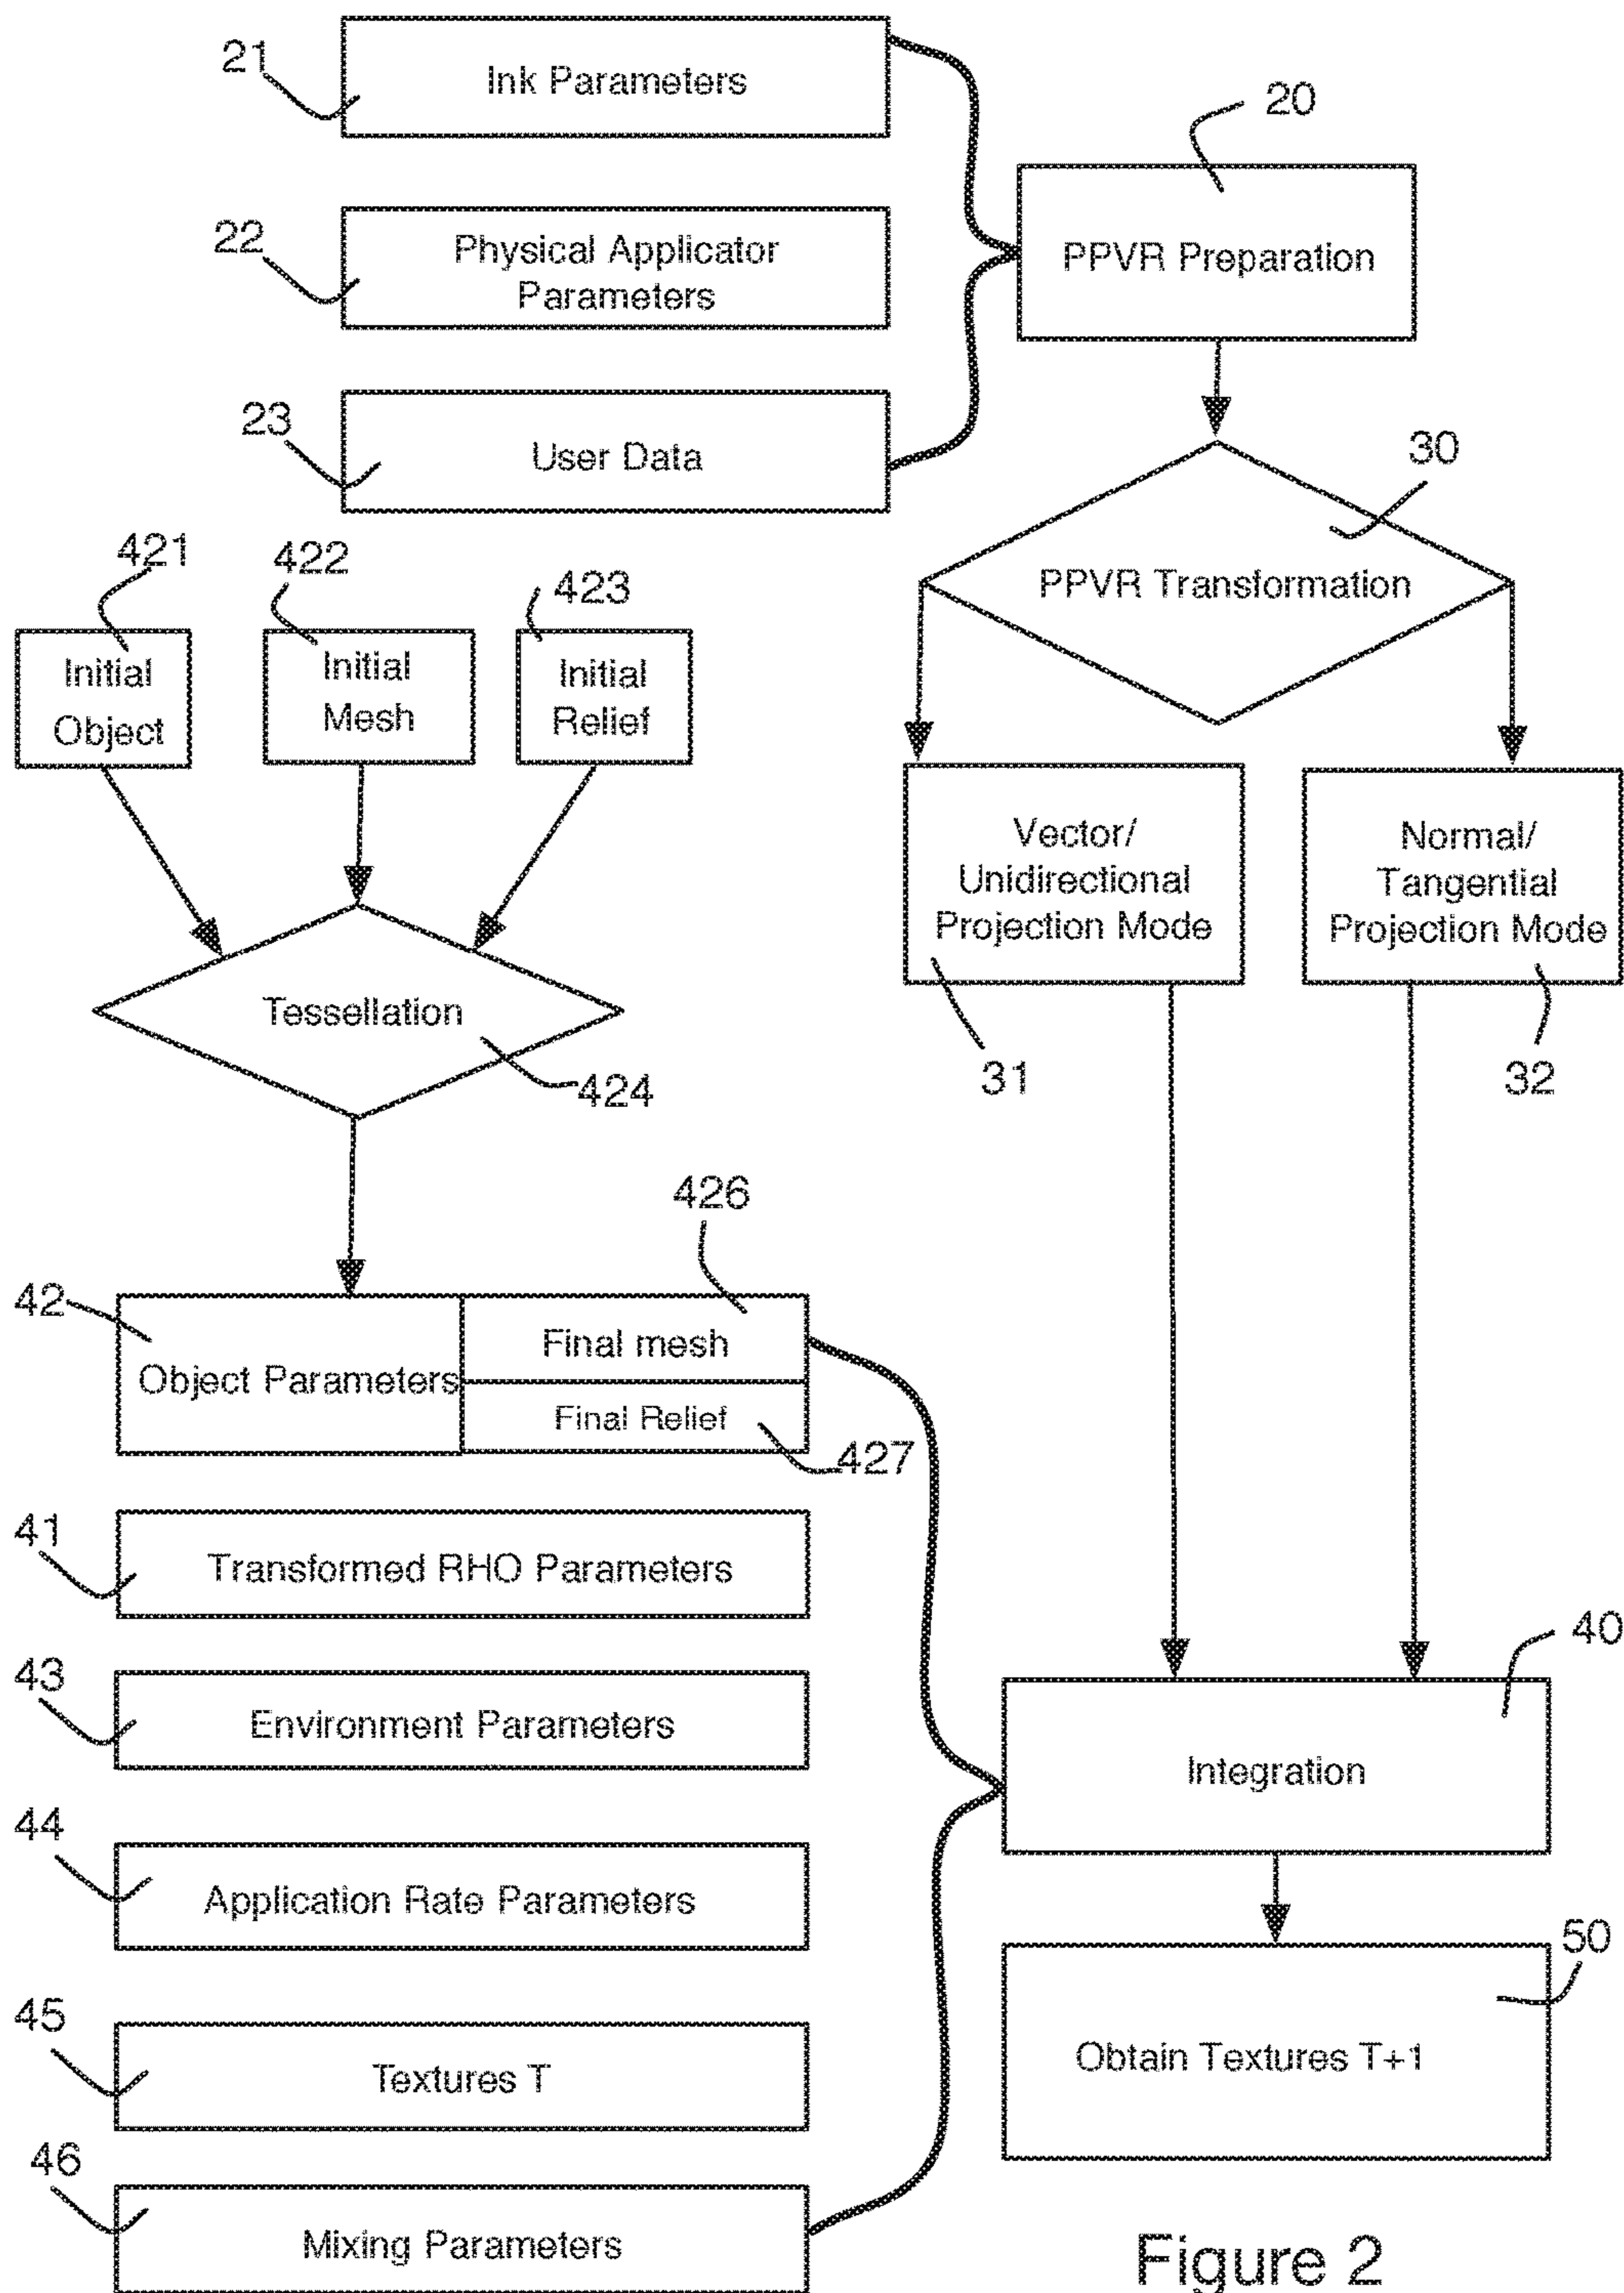 21
Ink Parameters
20
22
Physical Applicator
Parameters
PPVR Preparation
23
User Data
30
PPVR Transformation
421
422
423
Initial
Object
Initial
Mesh
Initial
Relief
Vector/
Unidirectional
Projection Mode
Normal/
Tangential
Projection Mode
31
32
Tessellation
424
426
42
Object Parameters
Final mesh
Final Relief
427
41
Transformed RHO Parameters
43
Environment Parameters
40
Integration
44
Application Rate Parameters
50
Obtain Textures T+1
45
Textures T
46
Mixing Parameters
Figure 2